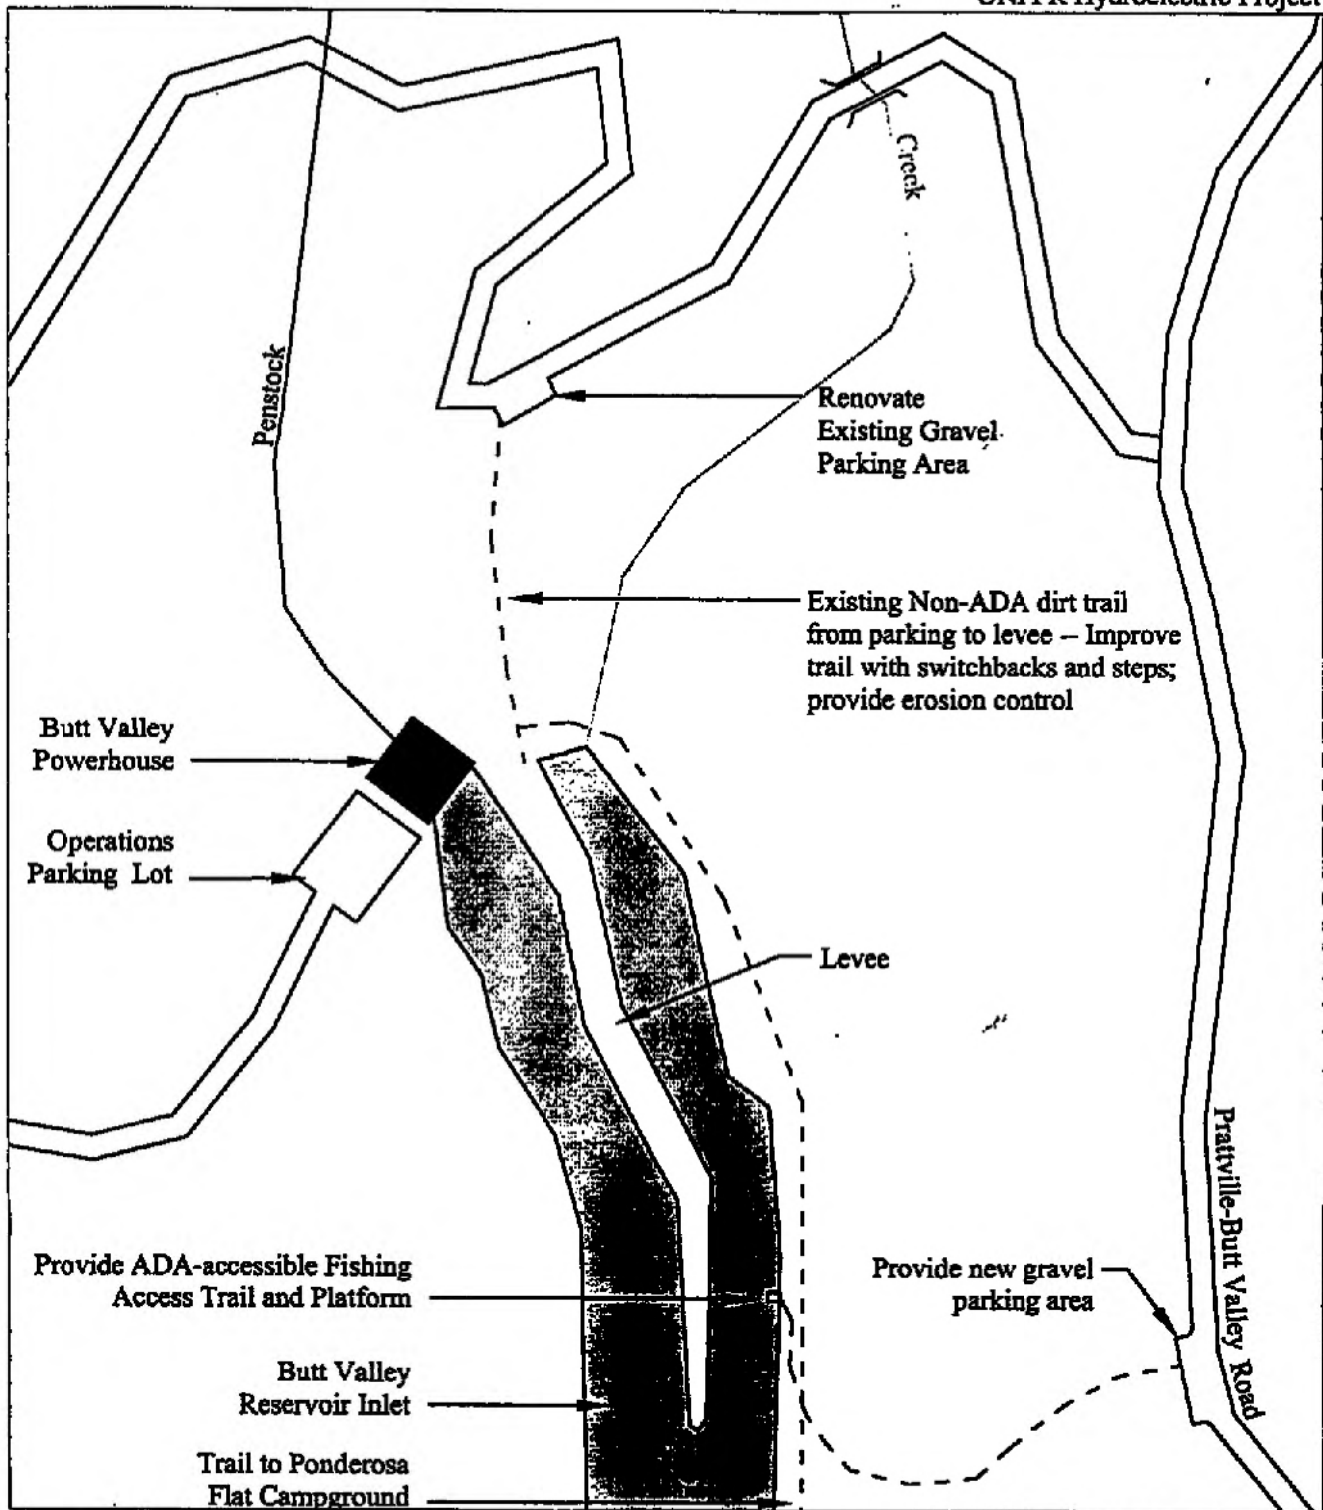 UNFFR Hydroelectric Project
Creek
Penstock
Renovate
Existing Gravel
Parking Area
Existing Non-ADA dirt trail
from parking to levee – Improve
trail with switchbacks and steps;
provide erosion control
Butt Valley
Powerhouse
Operations
Parking Lot
Levee
Prattville-Butt Valley Road
Provide ADA-accessible Fishing
Access Trail and Platform
Provide new gravel
parking area
Butt Valley
Reservoir Inlet
Trail to Ponderosa
Flat Campground